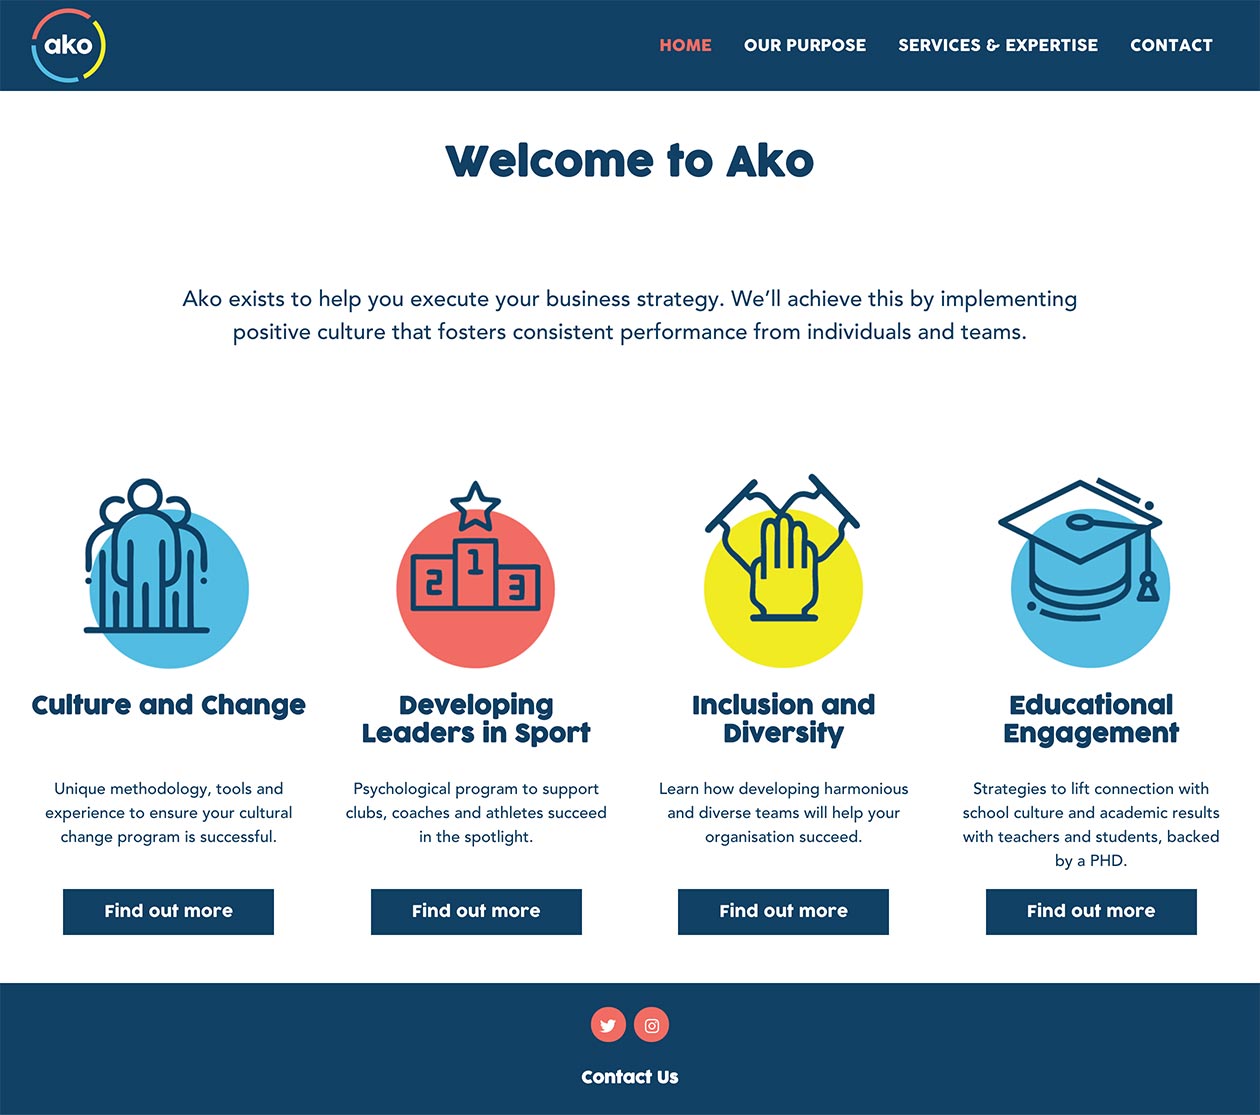 ako
HOME OUR PURPOSE SERVICES & EXPERTISE CONTACT
Welcome to Ako
Ako exists to help you execute your business strategy. We’ll achieve this by implementing
positive culture that fosters consistent performance from individuals and teams.
2 1 3
Culture and Change
Unique methodology, tools and
experience to ensure your cultural
change program is successful.
Find out more
Developing
Leaders in Sport
Psychological program to support
clubs, coaches and athletes succeed
in the spotlight.
Find out more
Inclusion and
Diversity
Learn how developing harmonious
and diverse teams will help your
organisation succeed.
Find out more
Educational
Engagement
Strategies to lift connection with
school culture and academic results
with teachers and students, backed
by a PHD.
Find out more
Contact Us